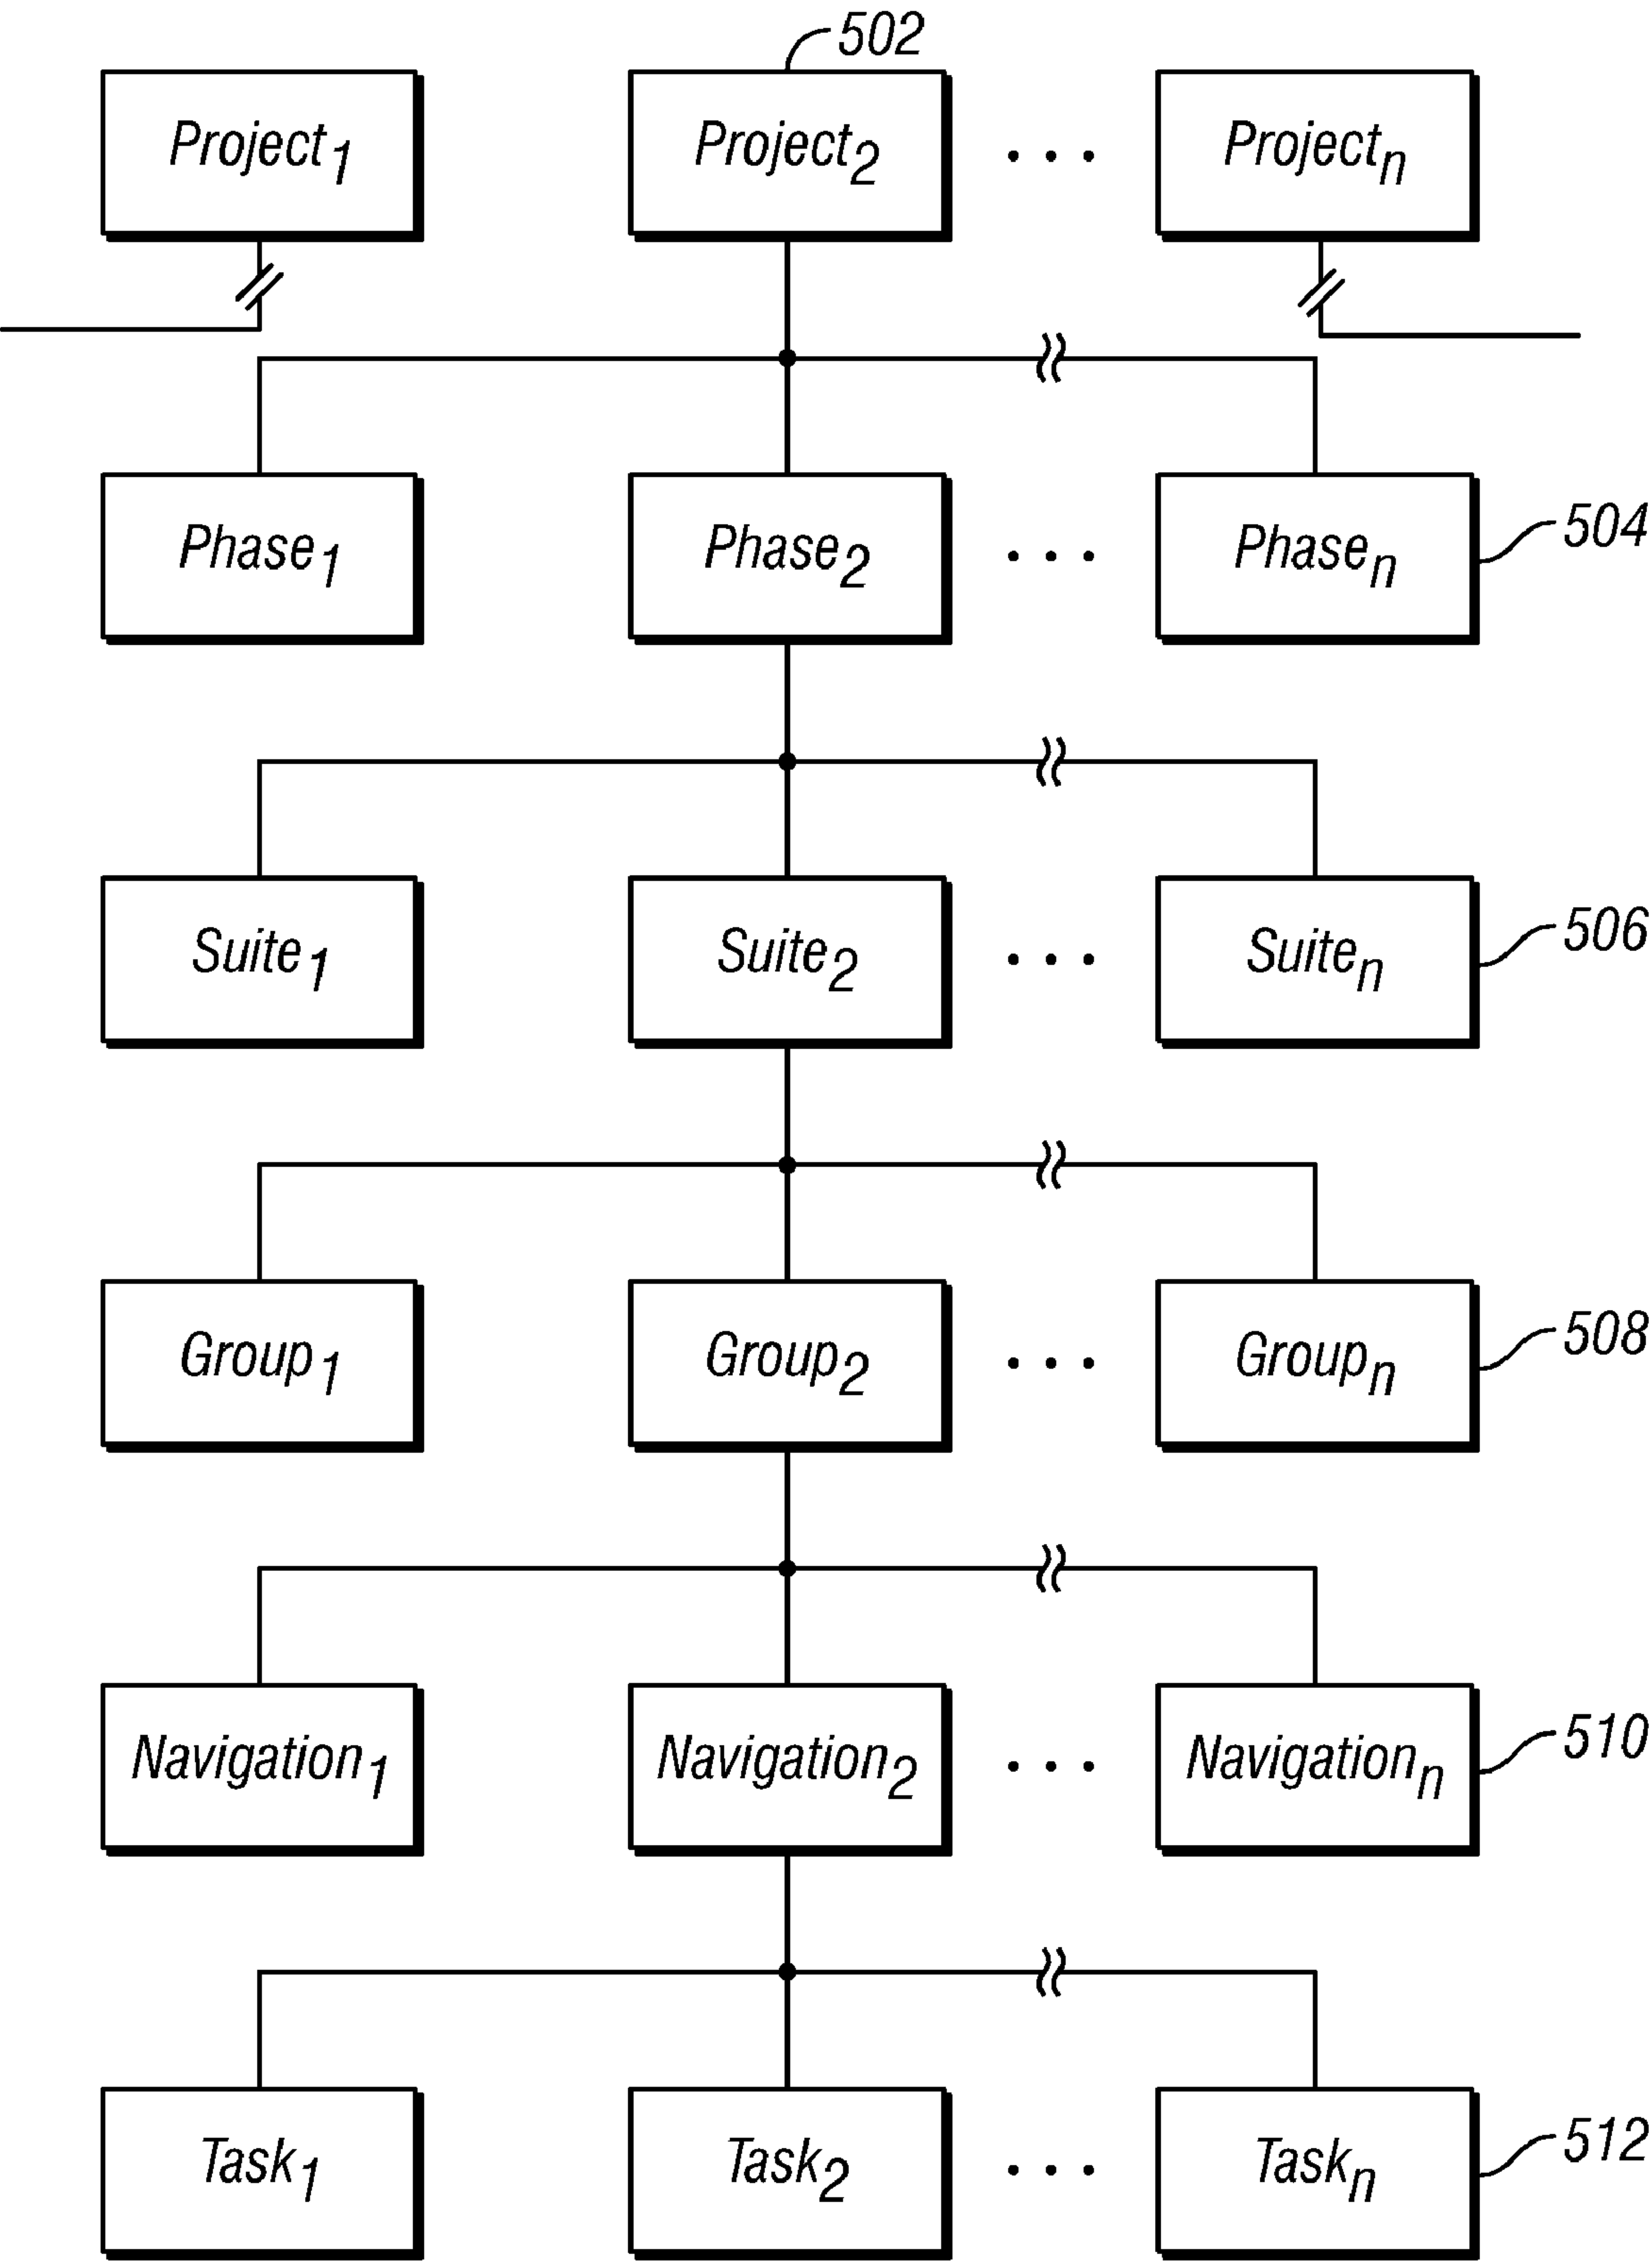 502
Project1 Project2 . . . Projectn
Phase1 Phase2 . . . Phasen 504
Suite1 Suite2 . . . Suiten 506
Group1 Group2 . . . Groupn 508
Navigation1 Navigation2 . . . Navigationn 510
Task1 Task2 . . . Taskn 512